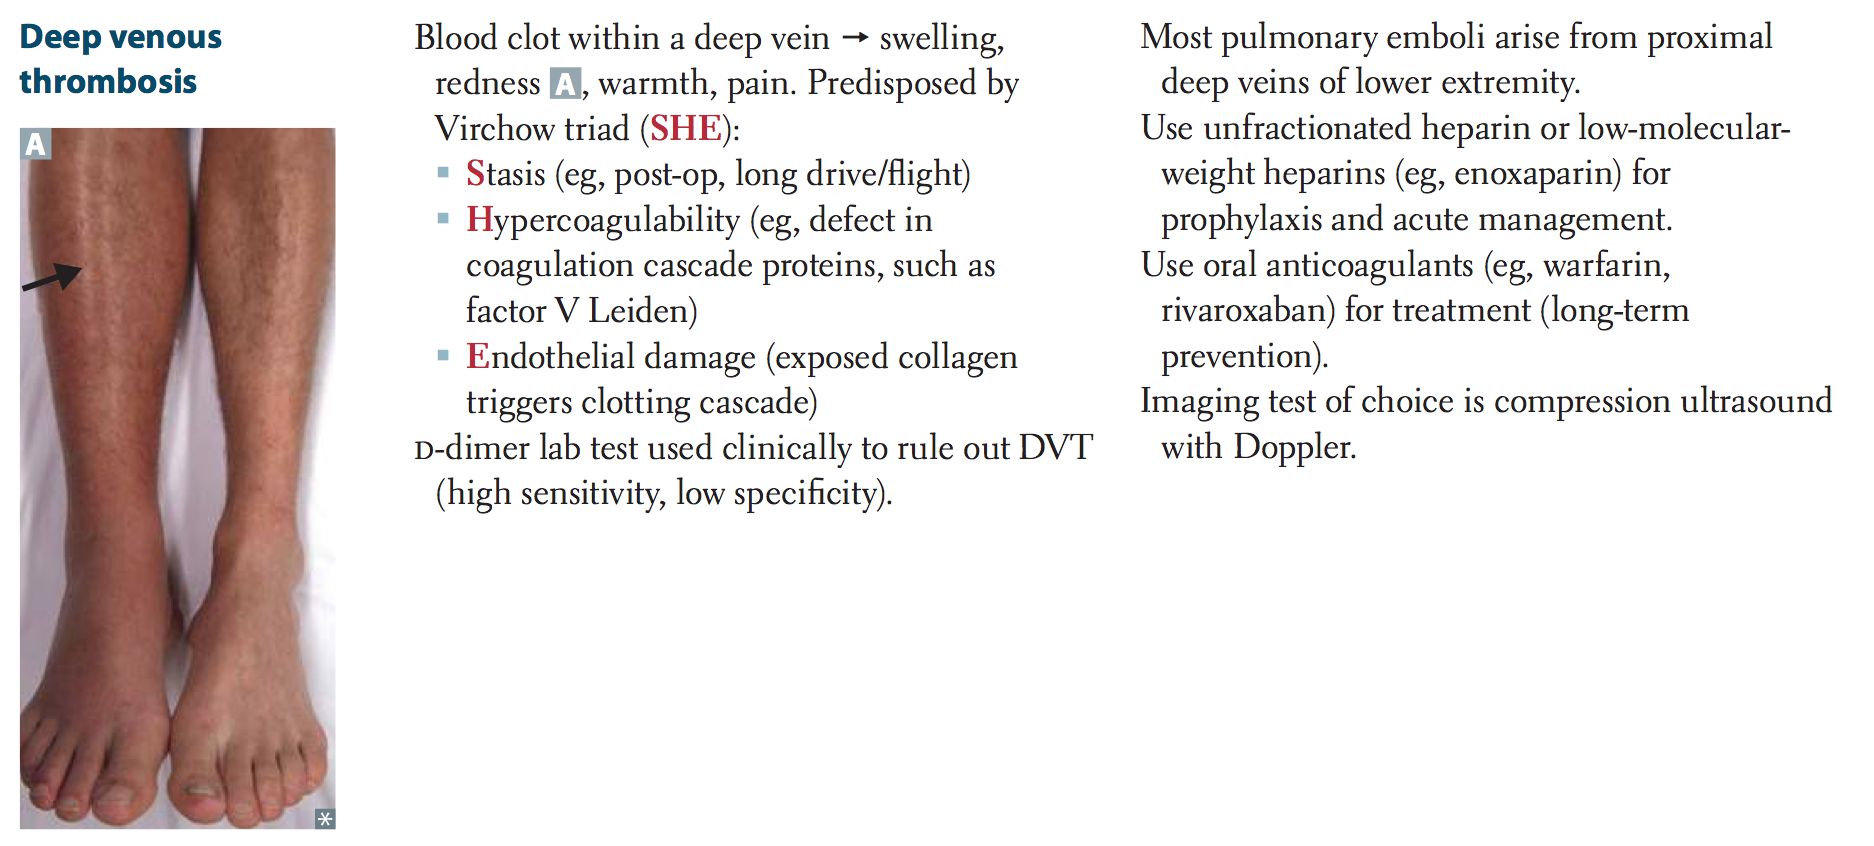 Deep venous
thrombosis
A
*
Blood clot within a deep vein → swelling,
redness A, warmth, pain. Predisposed by
Virchow triad (SHE):
▪ Stasis (eg, post-op, long drive/flight)
▪ Hypercoagulability (eg, defect in
coagulation cascade proteins, such as
factor V Leiden)
▪ Endothelial damage (exposed collagen
triggers clotting cascade)
D-dimer lab test used clinically to rule out DVT
(high sensitivity, low specificity).
Most pulmonary emboli arise from proximal
deep veins of lower extremity.
Use unfractionated heparin or low-molecular-
weight heparins (eg, enoxaparin) for
prophylaxis and acute management.
Use oral anticoagulants (eg, warfarin,
rivaroxaban) for treatment (long-term
prevention).
Imaging test of choice is compression ultrasound
with Doppler.